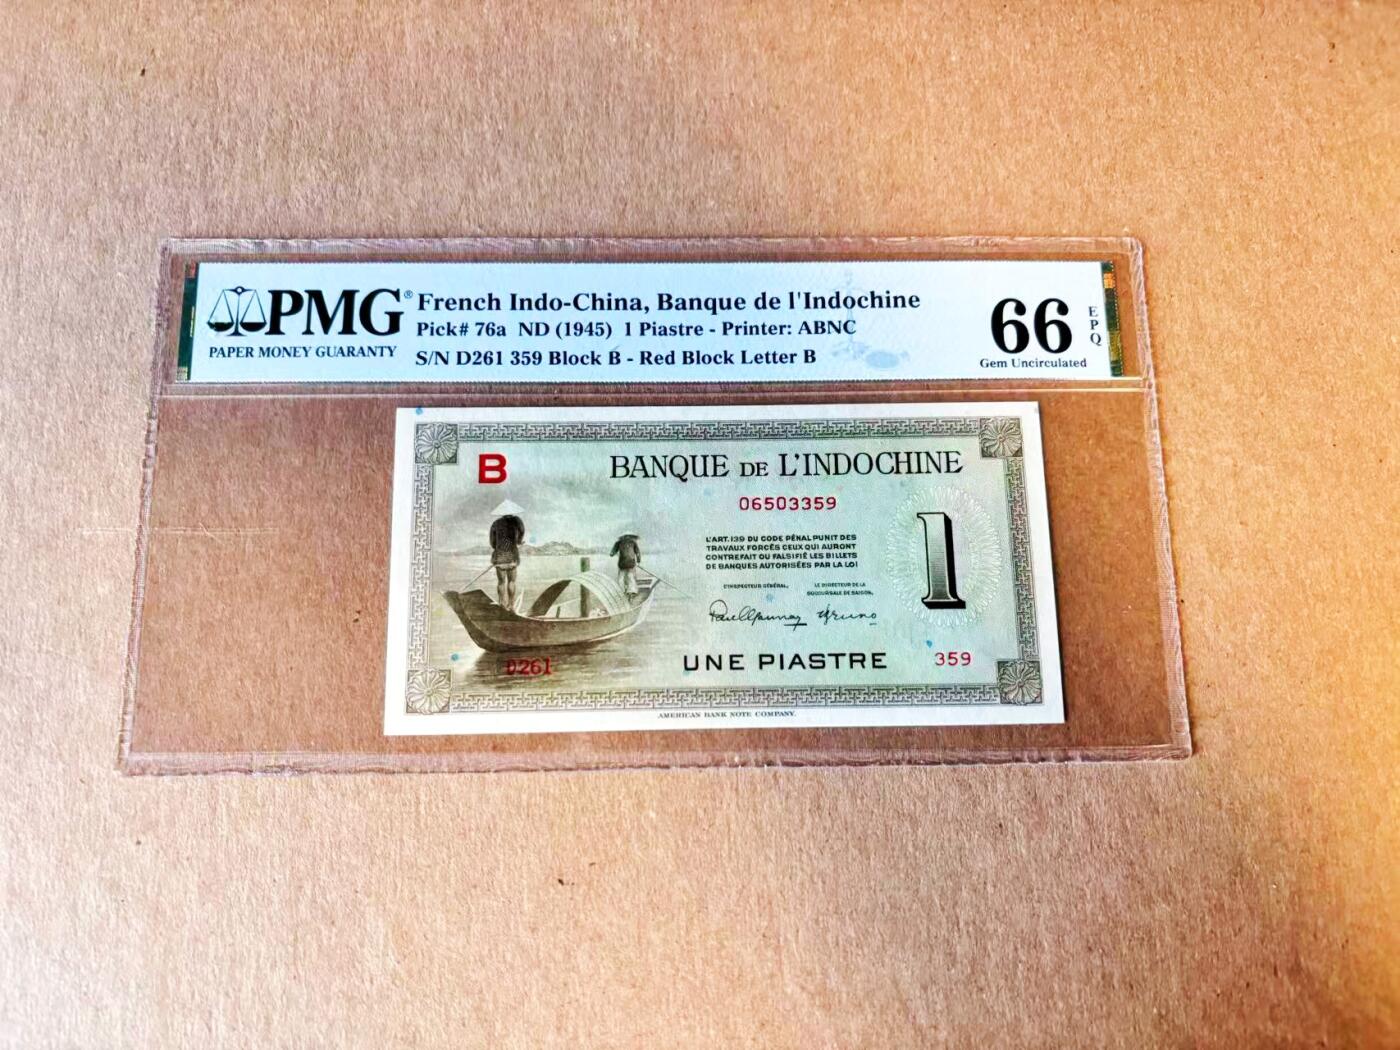 PMG®
PAPER MONEY GUARANTY
French Indo-China, Banque de l'Indochine
Pick# 76a ND (1945) 1 Piastre - Printer: ABNC
S/N D261 359 Block B - Red Block Letter B
66
EPQ
Gem Uncirculated
B
BANQUE DE L'INDOCHINE
06503359
L'ART.139 DU CODE PÉNAL PUNIT DES
TRAVAUX FORCÉS CEUX QUI AURONT
CONTREFAIT OU FALSIFIÉ LES BILLETS
DE BANQUES AUTORISÉES PAR LA LOI
L'INSPECTEUR GÉNÉRAL,
LE DIRECTEUR DE LA
SUCCURSALE DE SAIGON,
1
D261
UNE PIASTRE
359
AMERICAN BANK NOTE COMPANY.